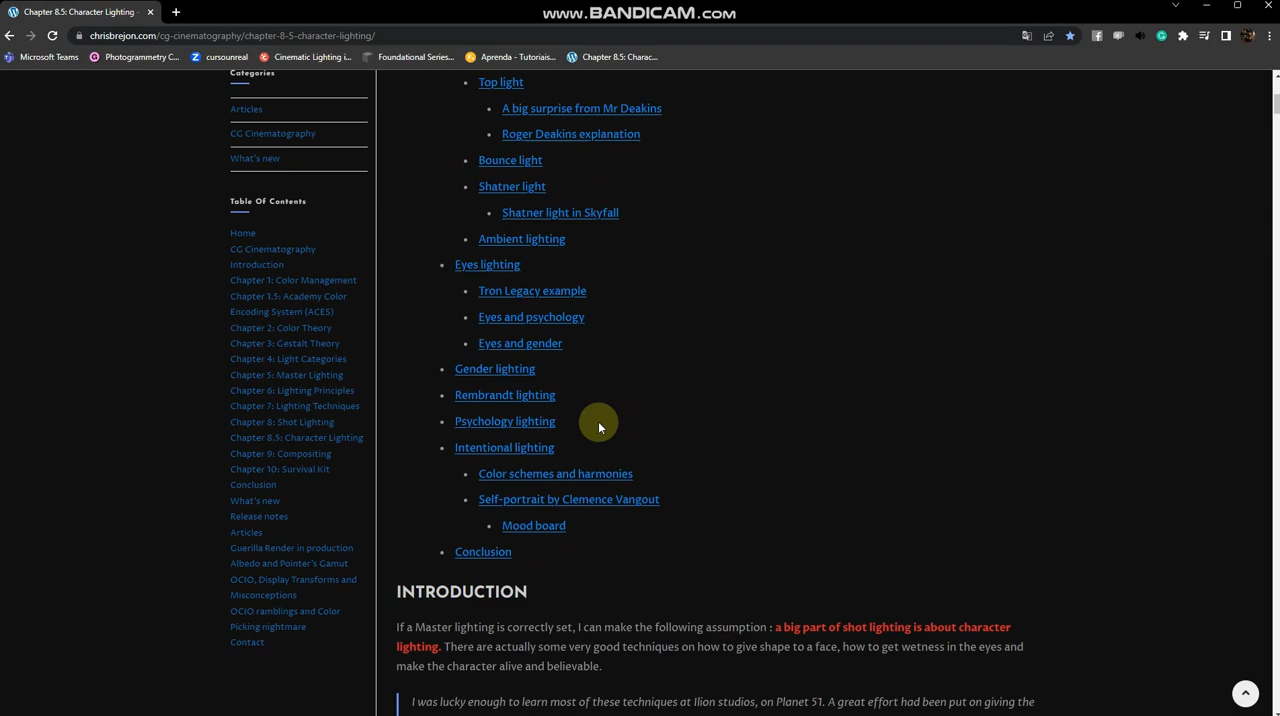 Chapter 8.5: Character Lighting -
www.BANDICAM.com
chrisbrejon.com/cg-cinematography/chapter-8-5-character-lighting/
Microsoft Teams
Photogrammetry C...
cursounreal
Cinematic Lighting i...
Foundational Series...
Aprenda - Tutoriais...
Chapter 8.5: Charac...
Categories
Articles
CG Cinematography
What's new
Table Of Contents
Home
CG Cinematography
Introduction
Chapter 1: Color Management
Chapter 1.5: Academy Color
Encoding System (ACES)
Chapter 2: Color Theory
Chapter 3: Gestalt Theory
Chapter 4: Light Categories
Chapter 5: Master Lighting
Chapter 6: Lighting Principles
Chapter 7: Lighting Techniques
Chapter 8: Shot Lighting
Chapter 8.5: Character Lighting
Chapter 9: Compositing
Chapter 10: Survival Kit
Conclusion
What's new
Release notes
Articles
Guerilla Render in production
Albedo and Pointer's Gamut
OCIO, Display Transforms and
Misconceptions
OCIO ramblings and Color
Picking nightmare
Contact
Top light
A big surprise from Mr Deakins
Roger Deakins explanation
Bounce light
Shatner light
Shatner light in Skyfall
Ambient lighting
Eyes lighting
Tron Legacy example
Eyes and psychology
Eyes and gender
Gender lighting
Rembrandt lighting
Psychology lighting
Intentional lighting
Color schemes and harmonies
Self-portrait by Clemence Vangout
Mood board
Conclusion
INTRODUCTION
If a Master lighting is correctly set, I can make the following assumption : a big part of shot lighting is about character
lighting. There are actually some very good techniques on how to give shape to a face, how to get wetness in the eyes and
make the character alive and believable.
I was lucky enough to learn most of these techniques at Ilion studios, on Planet 51. A great effort had been put on giving the